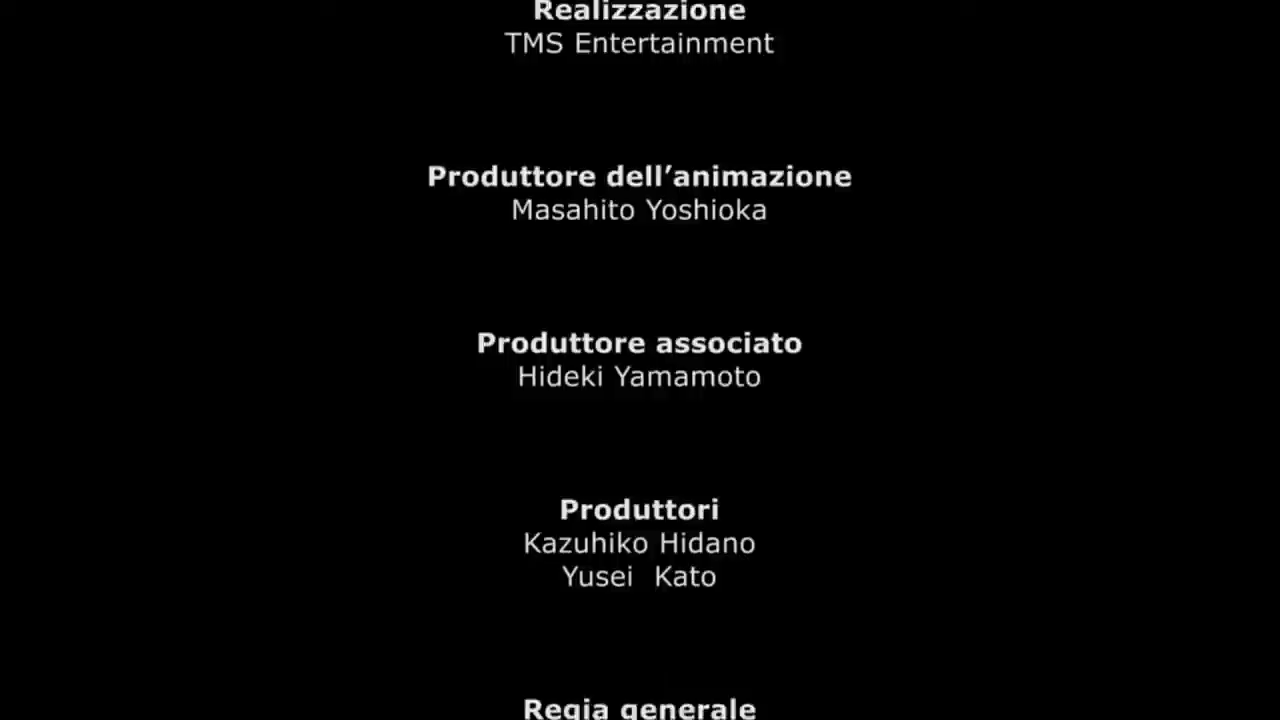 Realizzazione
TMS Entertainment
Produttore dell’animazione
Masahito Yoshioka
Produttore associato
Hideki Yamamoto
Produttori
Kazuhiko Hidano
Yusei  Kato
Regia generale